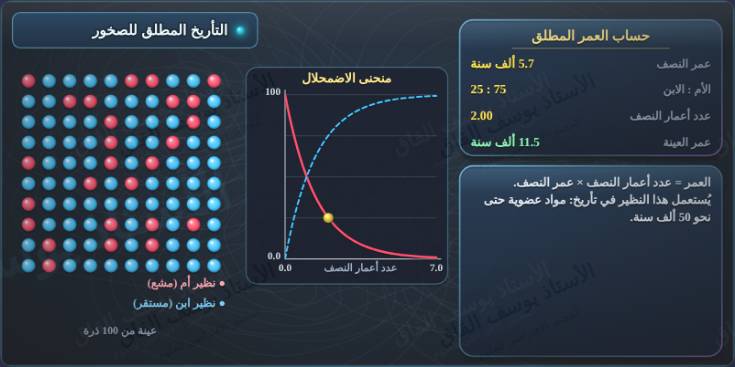 التأريخ المطلق للصخور
حساب العمر المطلق
عمر النصف 5.7 ألف سنة
الأم : الابن 75 : 25
عدد أعمار النصف 2.00
عمر العينة 11.5 ألف سنة
العمر = عدد أعمار النصف × عمر النصف.
يُستعمل هذا النظير في تأريخ: مواد عضوية حتى
نحو 50 ألف سنة.
منحنى الاضمحلال
100
0.0
0.0 عدد أعمار النصف 7.0
نظير أم (مشع)
نظير ابن (مستقر)
عينة من 100 ذرة
الأستاذ يوسف